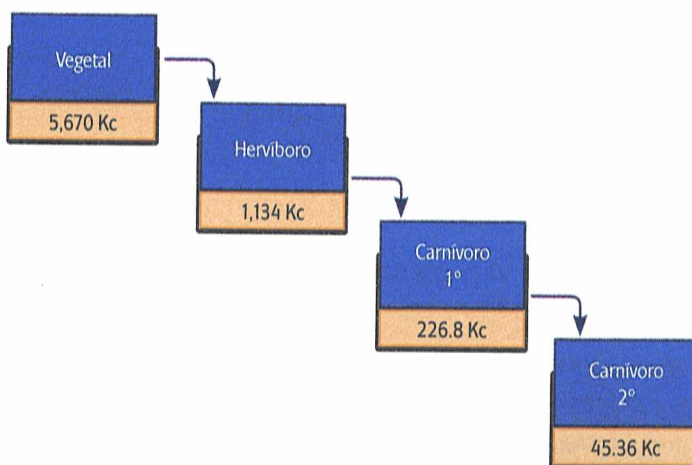 Vegetal
5,670 Kc
Hervíboro
1,134 Kc
Carnívoro
1°
226.8 Kc
Carnívoro
2°
45.36 Kc